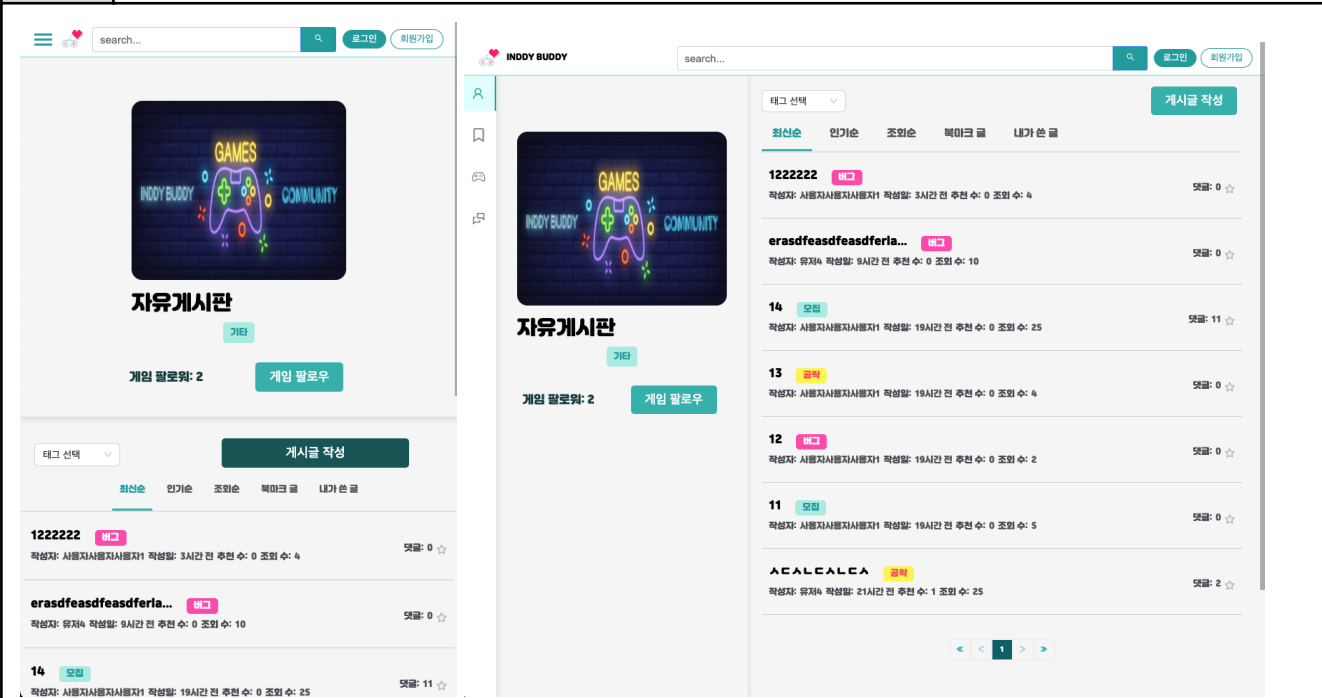 search...
로그인
회원가입
GAMES
INDDY BUDDY
COMMUNITY
자유게시판
기타
게임 팔로워: 2
게임 팔로우
태그 선택
게시글 작성
최신순 인기순 조회순 북마크 글 내가 쓴 글
1222222 버그
작성자: 사용자사용자사용자1 작성일: 3시간 전 추천 수: 0 조회 수: 4
댓글: 0
erasdfeasdfeasdferla... 버그
작성자: 유저4 작성일: 9시간 전 추천 수: 0 조회 수: 10
댓글: 0
14 모집
작성자: 사용자사용자사용자1 작성일: 19시간 전 추천 수: 0 조회 수: 25
댓글: 11
INDDY BUDDY
search...
로그인
회원가입
GAMES
INDDY BUDDY
COMMUNITY
자유게시판
기타
게임 팔로워: 2
게임 팔로우
태그 선택
게시글 작성
최신순 인기순 조회순 북마크 글 내가 쓴 글
1222222 버그
작성자: 사용자사용자사용자1 작성일: 3시간 전 추천 수: 0 조회 수: 4
댓글: 0
erasdfeasdfeasdferla... 버그
작성자: 유저4 작성일: 9시간 전 추천 수: 0 조회 수: 10
댓글: 0
14 모집
작성자: 사용자사용자사용자1 작성일: 19시간 전 추천 수: 0 조회 수: 25
댓글: 11
13 공략
작성자: 사용자사용자사용자1 작성일: 19시간 전 추천 수: 0 조회 수: 4
댓글: 0
12 버그
작성자: 사용자사용자사용자1 작성일: 19시간 전 추천 수: 0 조회 수: 2
댓글: 0
11 모집
작성자: 사용자사용자사용자1 작성일: 19시간 전 추천 수: 0 조회 수: 5
댓글: 0
ㅅㄷㅅㄴㄷㅅㄴㄷㅅ 공략
작성자: 유저4 작성일: 21시간 전 추천 수: 1 조회 수: 25
댓글: 2
« < 1 > »